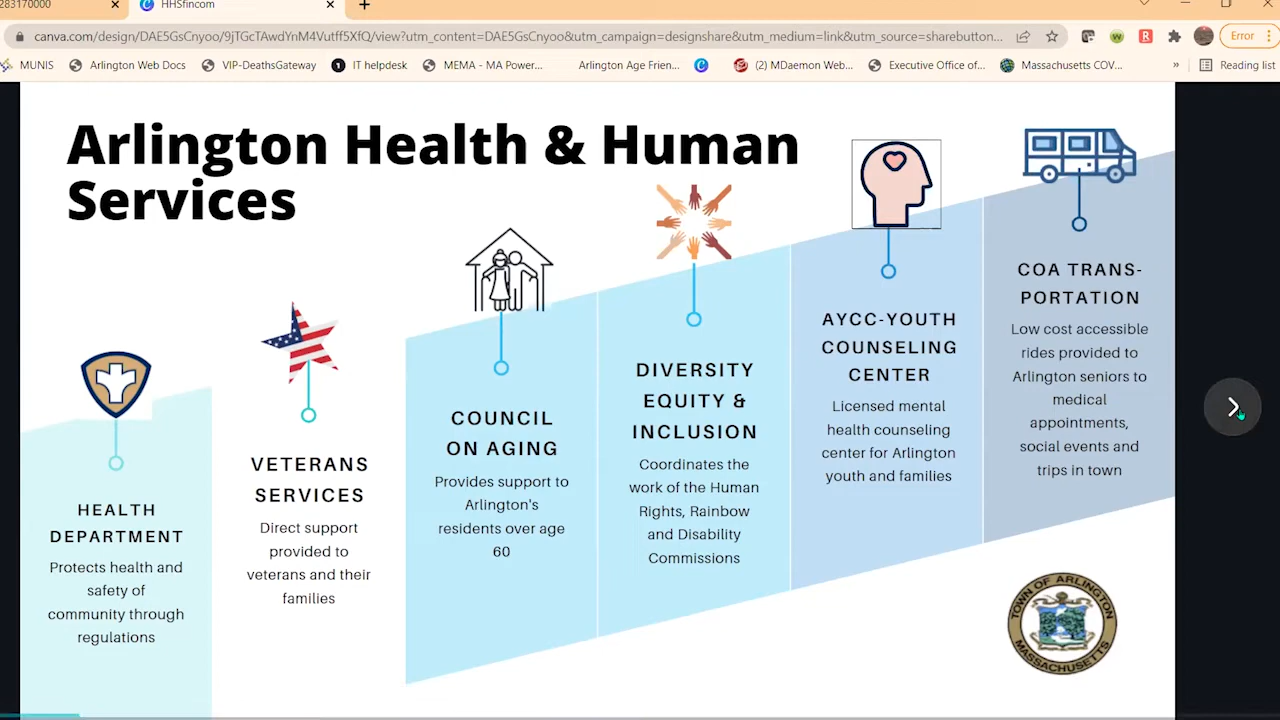 283170000
HHSfincom
canva.com/design/DAE5GsCnyoo/9jTGcTAwdYnM4Vutff5XfQ/view?utm_content=DAE5GsCnyoo&utm_campaign=designshare&utm_medium=link&utm_source=sharebutton...
Error
MUNIS
Arlington Web Docs
VIP-DeathsGateway
IT helpdesk
MEMA - MA Power...
Arlington Age Frien...
(2) MDaemon Web...
Executive Office of...
Massachusetts COV...
»
Reading list
Arlington Health & Human
Services
HEALTH
DEPARTMENT
Protects health and
safety of
community through
regulations
VETERANS
SERVICES
Direct support
provided to
veterans and their
families
COUNCIL
ON AGING
Provides support to
Arlington's
residents over age
60
DIVERSITY
EQUITY &
INCLUSION
Coordinates the
work of the Human
Rights, Rainbow
and Disability
Commissions
AYCC-YOUTH
COUNSELING
CENTER
Licensed mental
health counseling
center for Arlington
youth and families
COA TRANS-
PORTATION
Low cost accessible
rides provided to
Arlington seniors to
medical
appointments,
social events and
trips in town
TOWN OF ARLINGTON
MASSACHUSETTS